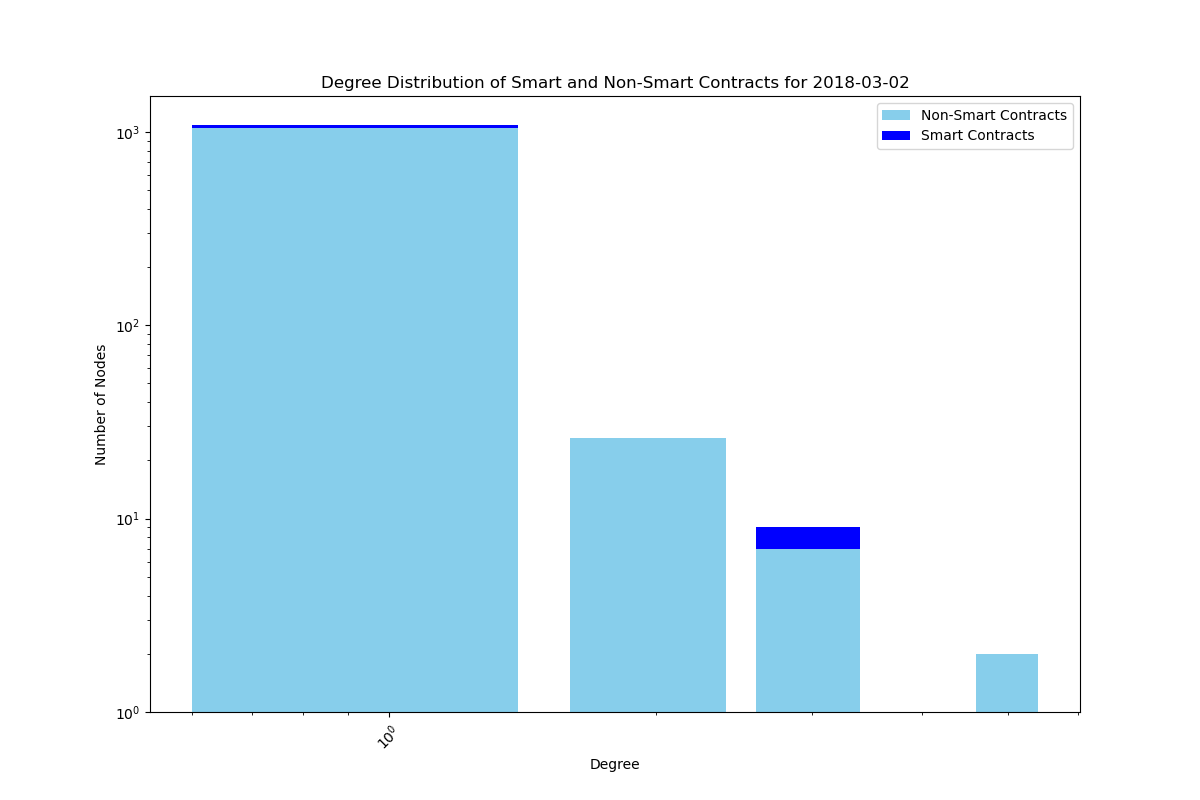 Degree Distribution of Smart and Non-Smart Contracts for 2018-03-02
Non-Smart Contracts
Smart Contracts
Number of Nodes
10³
10²
10¹
10⁰
10⁰
Degree